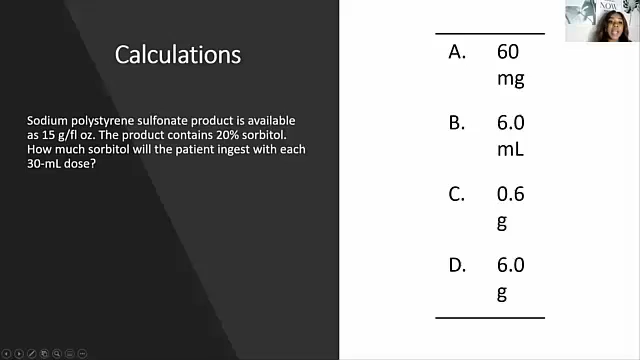 Calculations
Sodium polystyrene sulfonate product is available
as 15 g/fl oz. The product contains 20% sorbitol.
How much sorbitol will the patient ingest with each
30-mL dose?
A. 60
mg
B. 6.0
mL
C. 0.6
g
D. 6.0
g
NOW